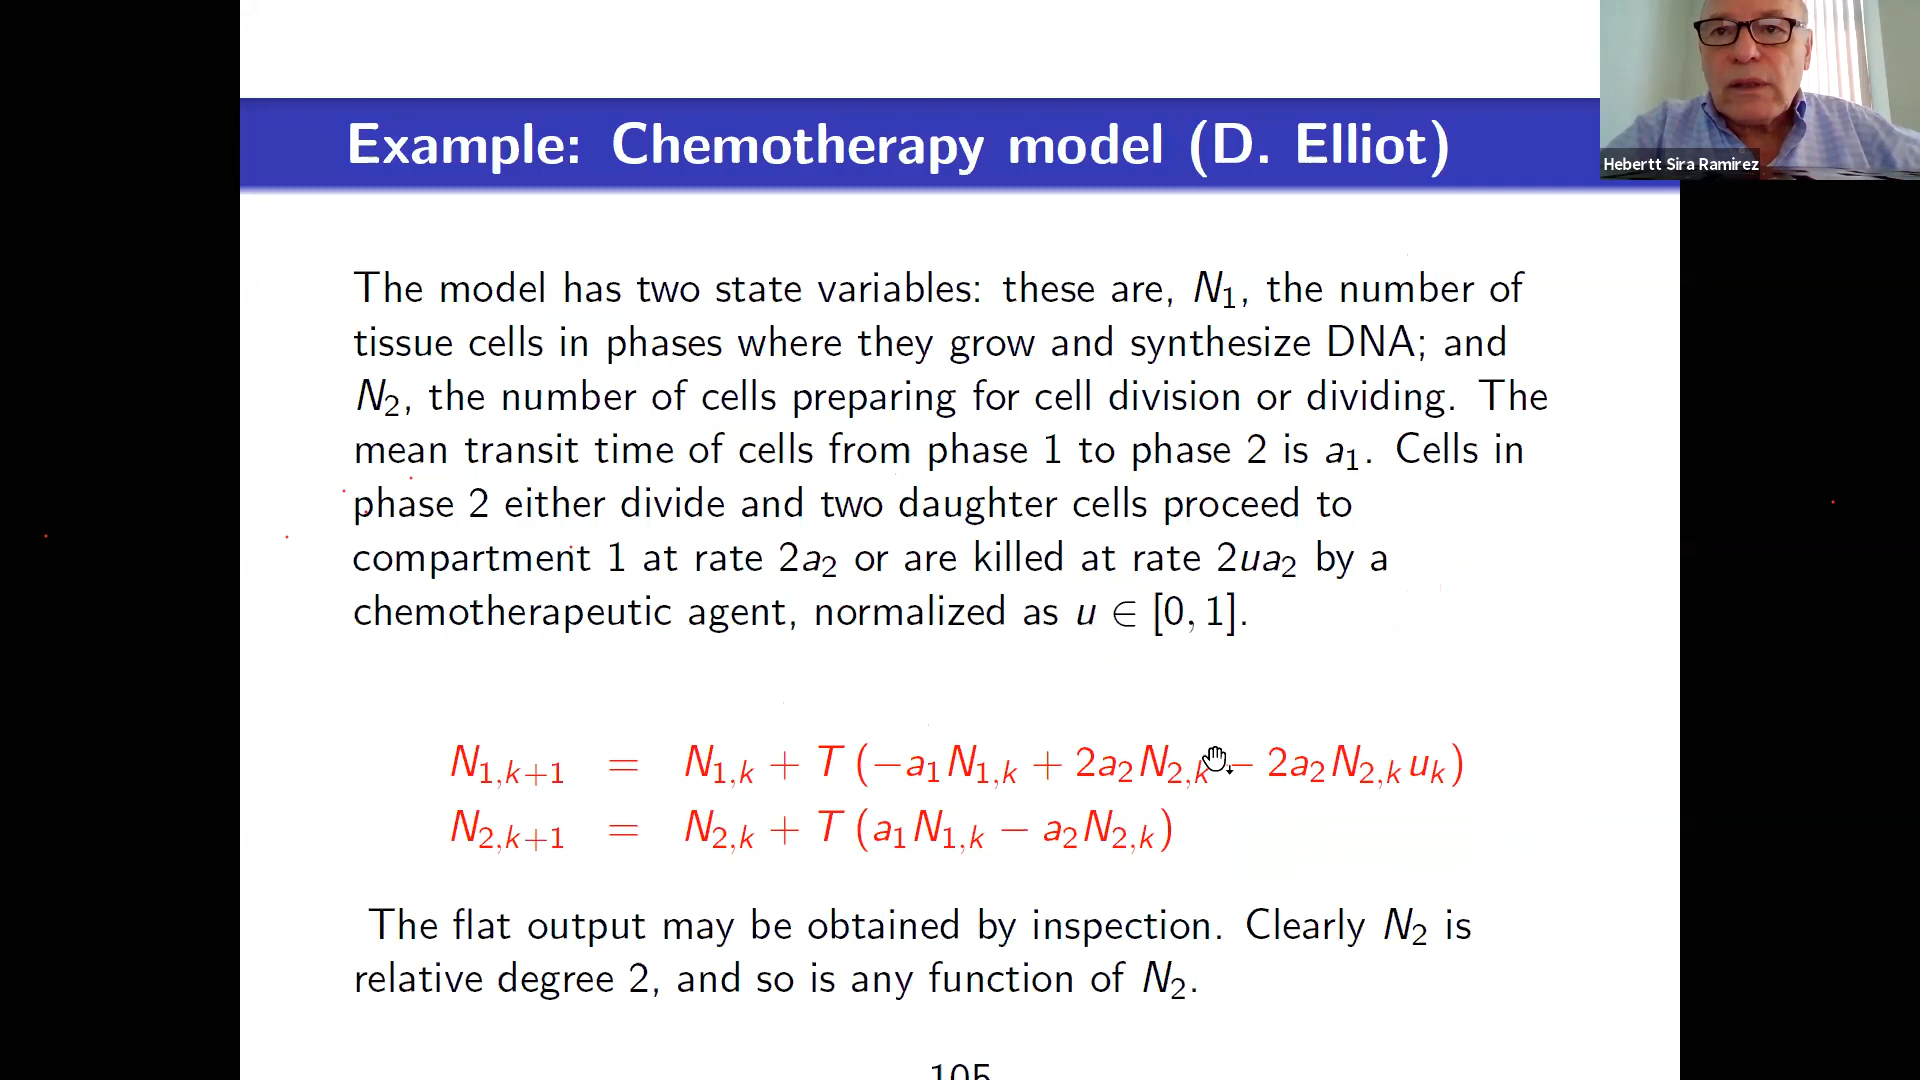 Example: Chemotherapy model (D. Elliot)
Hebertt Sira Ramirez
The model has two state variables: these are, N₁, the number of
tissue cells in phases where they grow and synthesize DNA; and
N₂, the number of cells preparing for cell division or dividing. The
mean transit time of cells from phase 1 to phase 2 is a₁. Cells in
phase 2 either divide and two daughter cells proceed to
compartment 1 at rate 2a₂ or are killed at rate 2ua₂ by a
chemotherapeutic agent, normalized as u ∈ [0, 1].
N₁,ₖ₊₁ = N₁,ₖ + T (−a₁N₁,ₖ + 2a₂N₂,ₖ − 2a₂N₂,ₖuₖ)
N₂,ₖ₊₁ = N₂,ₖ + T (a₁N₁,ₖ − a₂N₂,ₖ)
The flat output may be obtained by inspection. Clearly N₂ is
relative degree 2, and so is any function of N₂.
105